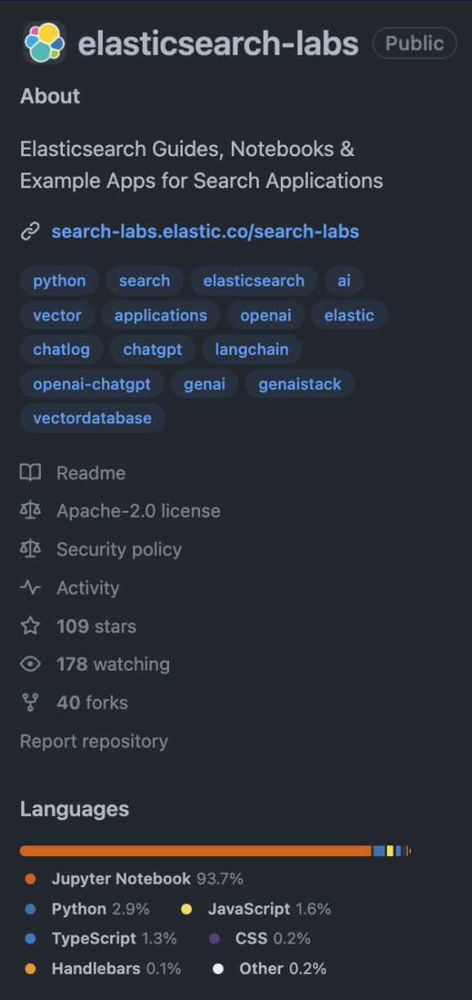 elasticsearch-labs Public
About
Elasticsearch Guides, Notebooks &
Example Apps for Search Applications
search-labs.elastic.co/search-labs
python search elasticsearch ai
vector applications openai elastic
chatlog chatgpt langchain
openai-chatgpt genai genaistack
vectordatabase
Readme
Apache-2.0 license
Security policy
Activity
109 stars
178 watching
40 forks
Report repository
Languages
Jupyter Notebook 93.7%
Python 2.9% JavaScript 1.6%
TypeScript 1.3% CSS 0.2%
Handlebars 0.1% Other 0.2%